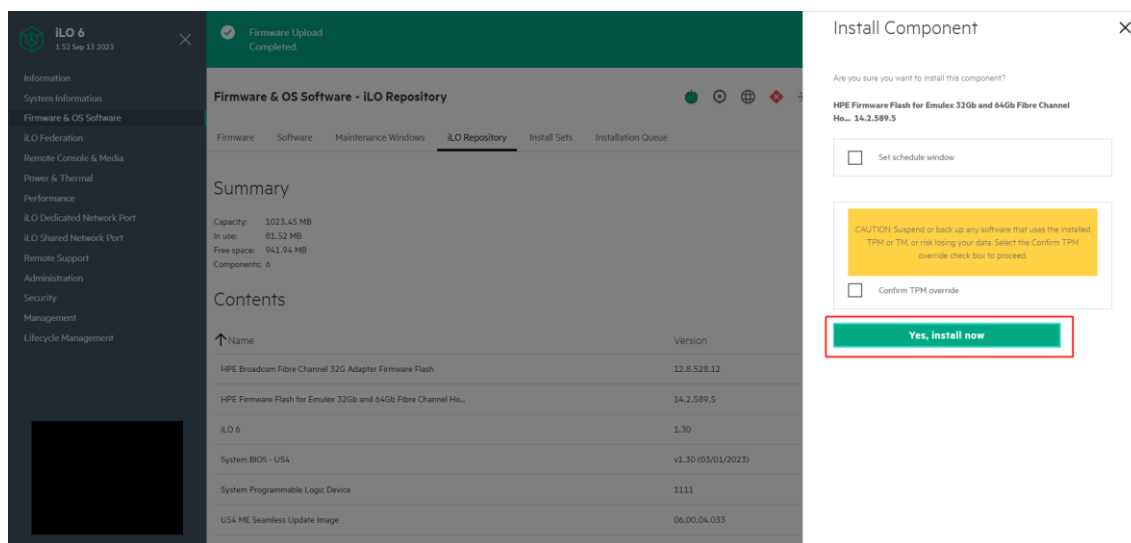 iLO 6
1.52 Sep 13 2023
Information
System Information
Firmware & OS Software
iLO Federation
Remote Console & Media
Power & Thermal
Performance
iLO Dedicated Network Port
iLO Shared Network Port
Remote Support
Administration
Security
Management
Lifecycle Management
Firmware Upload
Completed.
Firmware & OS Software - iLO Repository
Firmware Software Maintenance Windows iLO Repository Install Sets Installation Queue
Summary
Capacity: 1023.45 MB
In use: 81.52 MB
Free space: 941.94 MB
Components: 6
Contents
Name Version
HPE Broadcom Fibre Channel 32G Adapter Firmware Flash 12.8.528.12
HPE Firmware Flash for Emulex 32Gb and 64Gb Fibre Channel Ho... 14.2.589.5
iLO 6 1.30
System BIOS - U54 v1.30 (03/01/2023)
System Programmable Logic Device 1111
U54 ME Seamless Update Image 06.00.04.033
Install Component
Are you sure you want to install this component?
HPE Firmware Flash for Emulex 32Gb and 64Gb Fibre Channel
Ho... 14.2.589.5
Set schedule window
CAUTION: Suspend or back up any software that uses the installed
TPM or TM, or risk losing your data. Select the Confirm TPM
override check box to proceed.
Confirm TPM override
Yes, install now